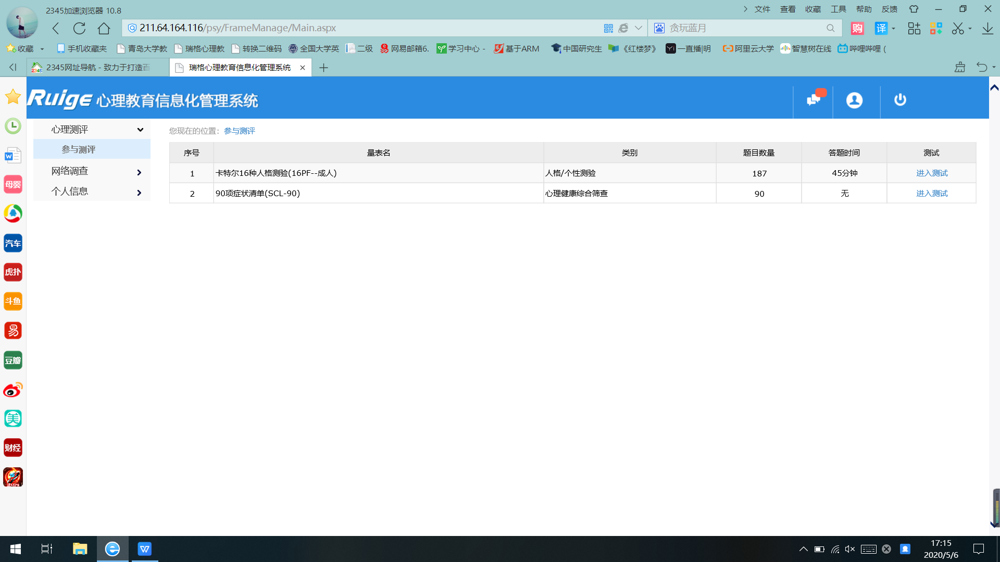 2345加速浏览器 10.8
文件 查看 收藏 工具 帮助 反馈
211.64.164.116/psy/FrameManage/Main.aspx
贪玩蓝月
购 译
收藏 手机收藏夹 青岛大学教 瑞格心理教 转换二维码 全国大学英 二级 网易邮箱6. 学习中心 - 基于ARM 中国研究生 《红楼梦》 一直播|明 阿里云大学 智慧树在线 哔哩哔哩 (
2345网址导航 - 致力于打造百
瑞格心理教育信息化管理系统
Ruige 心理教育信息化管理系统
心理测评
参与测评
网络调查
个人信息
您现在的位置: 参与测评
序号 量表名 类别 题目数量 答题时间 测试
1 卡特尔16种人格测验(16PF--成人) 人格/个性测验 187 45分钟 进入测试
2 90项症状清单(SCL-90) 心理健康综合筛查 90 无 进入测试
母婴
汽车
虎扑
斗鱼
易
豆瓣
美
财经
17:15
2020/5/6